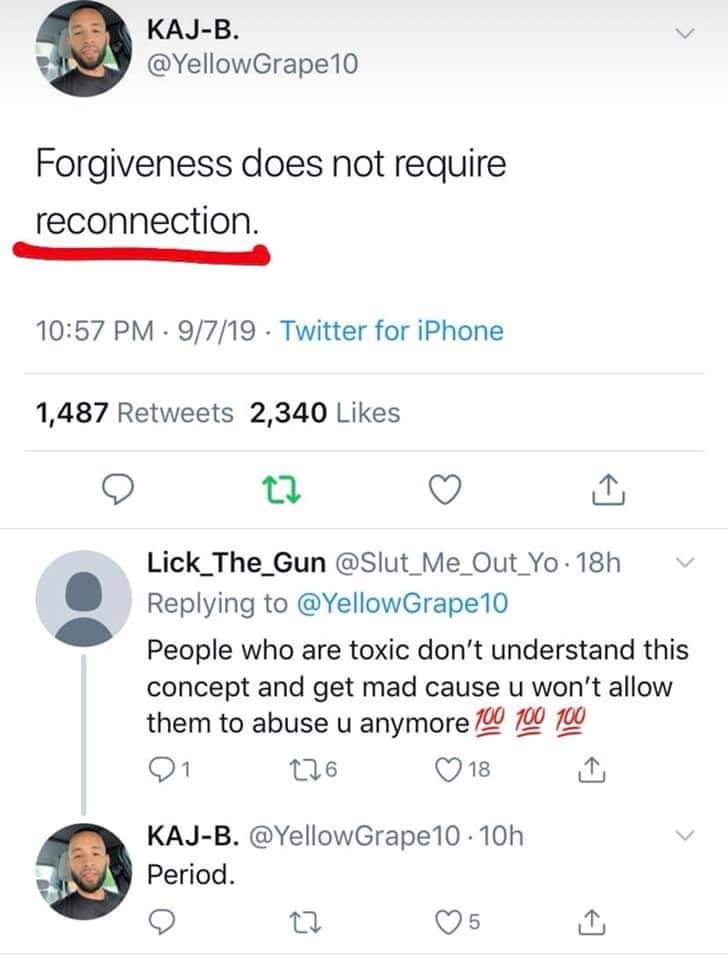 KAJ-B.
@YellowGrape10
Forgiveness does not require
reconnection.
10:57 PM · 9/7/19 · Twitter for iPhone
1,487 Retweets 2,340 Likes
Lick_The_Gun @Slut_Me_Out_Yo · 18h
Replying to @YellowGrape10
People who are toxic don’t understand this
concept and get mad cause u won’t allow
them to abuse u anymore 💯 💯 💯
1 6 18
KAJ-B. @YellowGrape10 · 10h
Period.
5